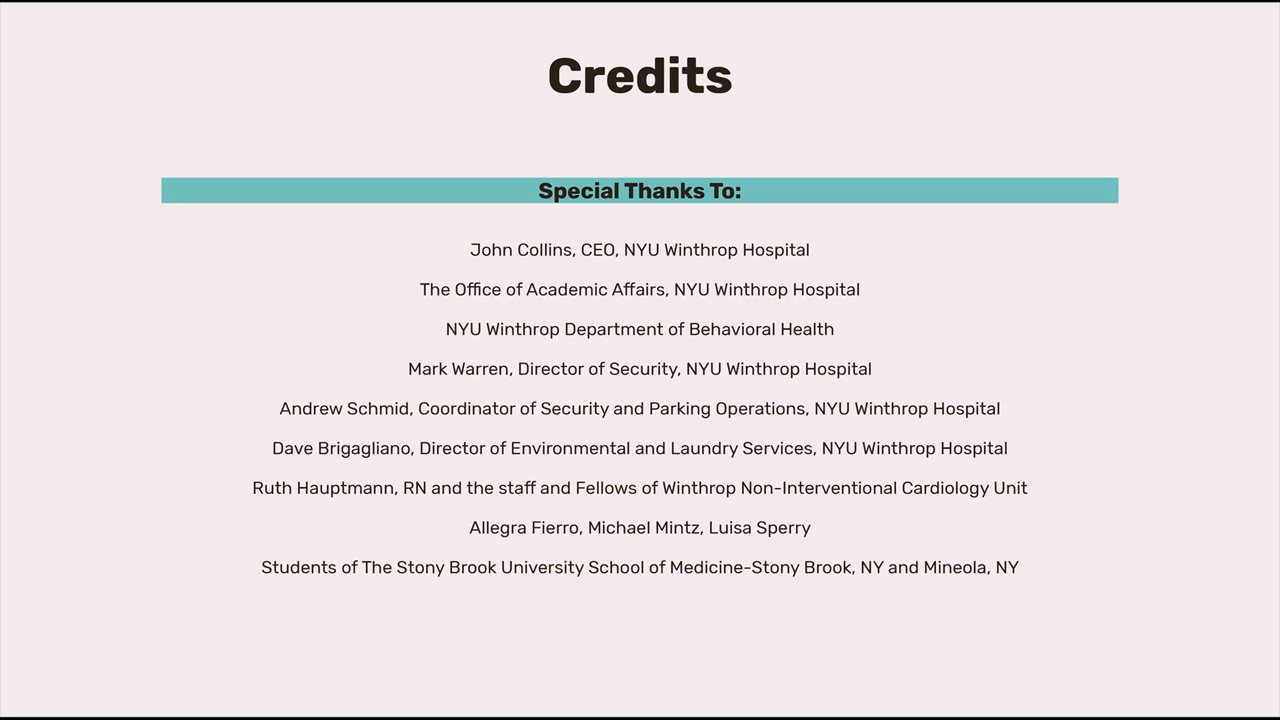 Credits
Special Thanks To:
John Collins, CEO, NYU Winthrop Hospital
The Office of Academic Affairs, NYU Winthrop Hospital
NYU Winthrop Department of Behavioral Health
Mark Warren, Director of Security, NYU Winthrop Hospital
Andrew Schmid, Coordinator of Security and Parking Operations, NYU Winthrop Hospital
Dave Brigagliano, Director of Environmental and Laundry Services, NYU Winthrop Hospital
Ruth Hauptmann, RN and the staff and Fellows of Winthrop Non-Interventional Cardiology Unit
Allegra Fierro, Michael Mintz, Luisa Sperry
Students of The Stony Brook University School of Medicine-Stony Brook, NY and Mineola, NY